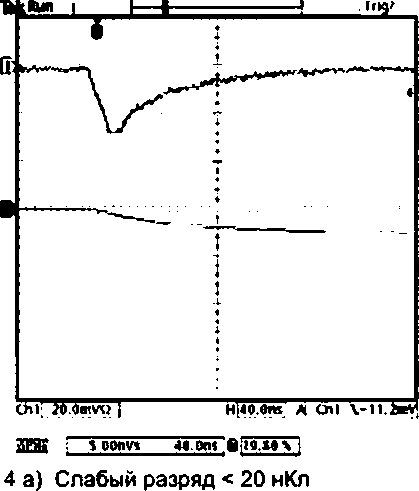 Tek Run Trig?
Ch1 20.0mVΩ M 40.0ns A Ch1 -11.2mV
5.00nVs 40.0ns 19.80 %
4 а) Слабый разряд < 20 нКл